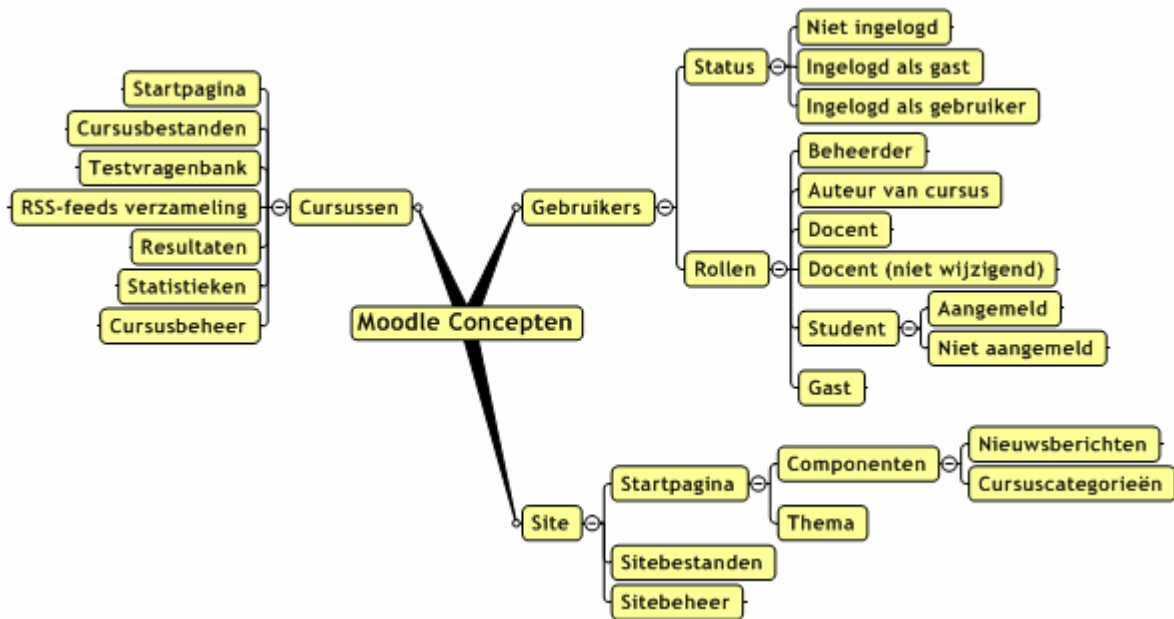 Moodle Concepten
Cursussen
Startpagina
Cursusbestanden
Testvragenbank
RSS-feeds verzameling
Resultaten
Statistieken
Cursusbeheer
Gebruikers
Status
Niet ingelogd
Ingelogd als gast
Ingelogd als gebruiker
Rollen
Beheerder
Auteur van cursus
Docent
Docent (niet wijzigend)
Student
Aangemeld
Niet aangemeld
Gast
Site
Startpagina
Componenten
Nieuwsberichten
Cursuscategorieën
Thema
Sitebestanden
Sitebeheer